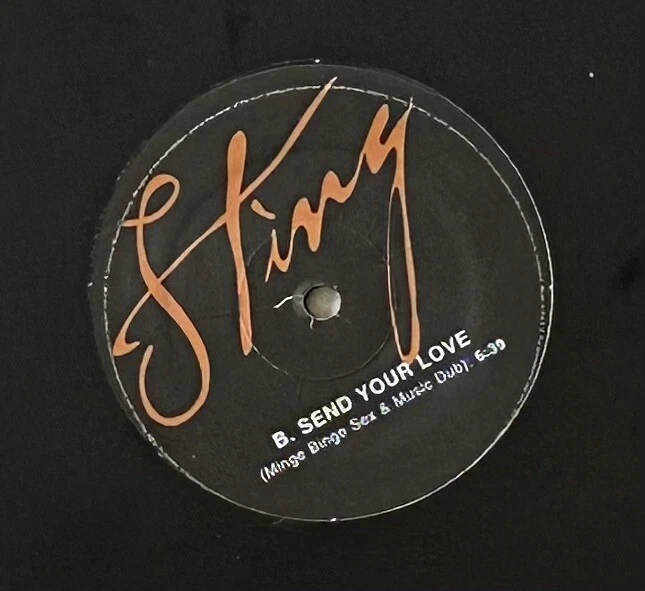 Sting
B. SEND YOUR LOVE
(Mingo Bingo Sex & Music Dub): 6:30